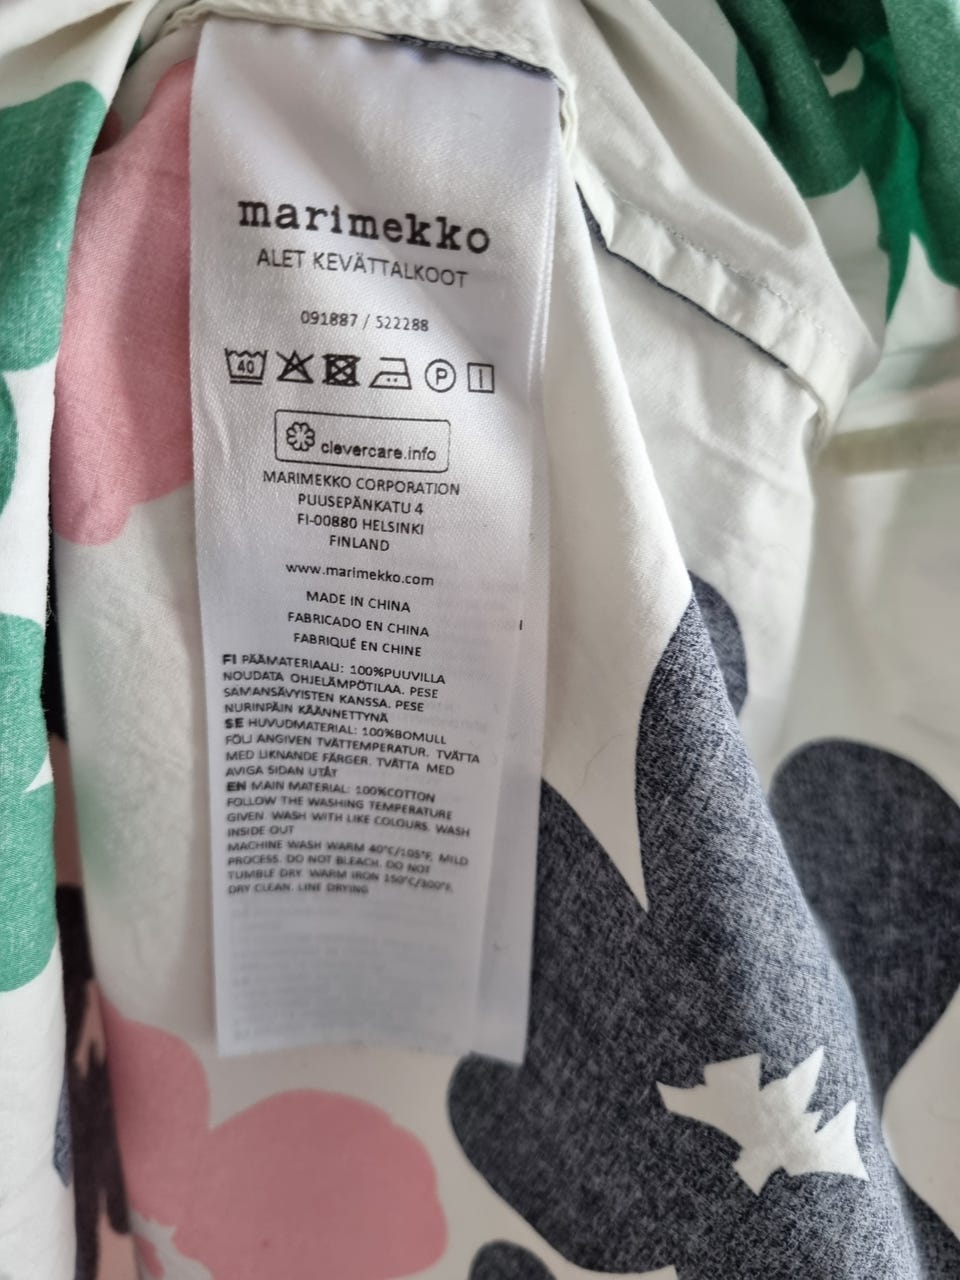 marimekko
ALET KEVÄTTALKOOT
091887 / 522288
40 P
clevercare.info
MARIMEKKO CORPORATION
PUUSEPÄNKATU 4
FI-00880 HELSINKI
FINLAND
www.marimekko.com
MADE IN CHINA
FABRICADO EN CHINA
FABRIQUÉ EN CHINE
FI PÄÄMATERIAALI: 100%PUUVILLA
NOUDATA OHJELÄMPÖTILAA. PESE
SAMANSÄVYISTEN KANSSA. PESE
NURINPÄIN KÄÄNNETTYNÄ
SE HUVUDMATERIAL: 100%BOMULL
FÖLJ ANGIVEN TVÄTTEMPERATUR. TVÄTTA
MED LIKNANDE FÄRGER. TVÄTTA MED
AVIGA SIDAN UTÅT
EN MAIN MATERIAL: 100%COTTON
FOLLOW THE WASHING TEMPERATURE
GIVEN. WASH WITH LIKE COLOURS. WASH
INSIDE OUT
MACHINE WASH WARM 40°C/105°F, MILD
PROCESS. DO NOT BLEACH. DO NOT
TUMBLE DRY. WARM IRON 150°C/300°F.
DRY CLEAN. LINE DRYING